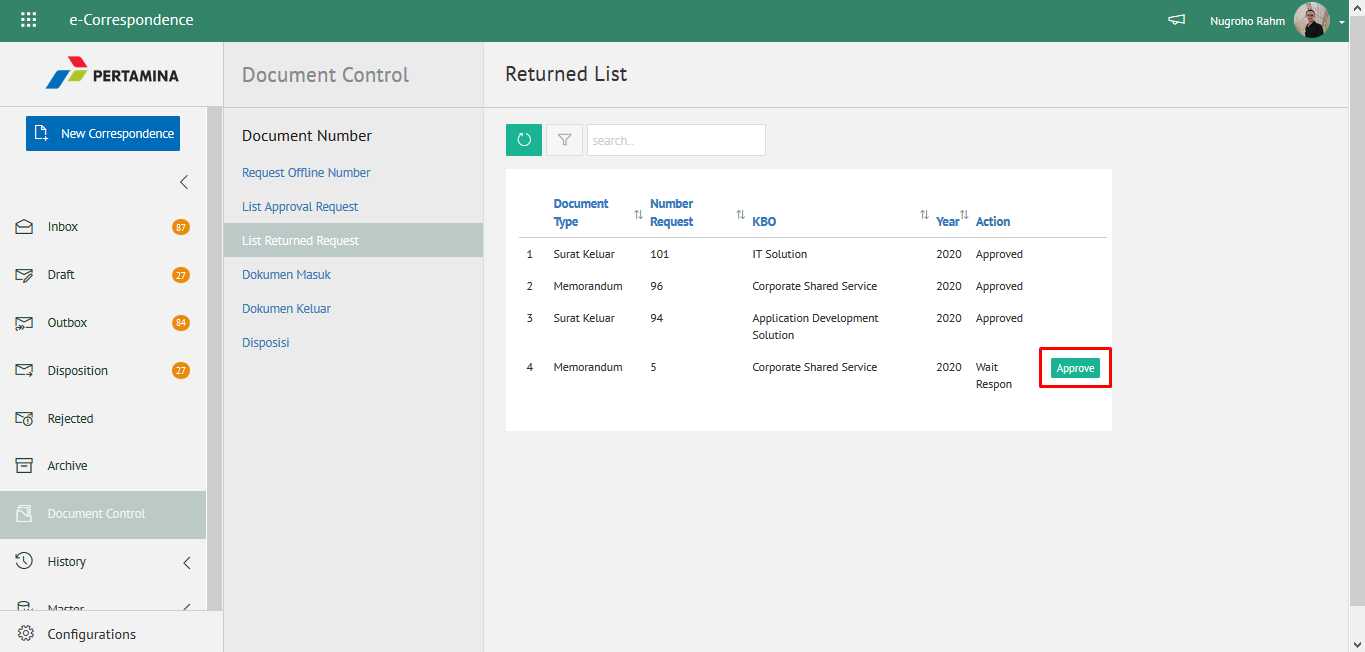 e-Correspondence
Nugroho Rahm
PERTAMINA
Document Control
Returned List
New Correspondence
Inbox 87
Draft 27
Outbox 84
Disposition 27
Rejected
Archive
Document Control
History
Master
Configurations
Document Number
Request Offline Number
List Approval Request
List Returned Request
Dokumen Masuk
Dokumen Keluar
Disposisi
search..
Document Type Number Request KBO Year Action
1 Surat Keluar 101 IT Solution 2020 Approved
2 Memorandum 96 Corporate Shared Service 2020 Approved
3 Surat Keluar 94 Application Development Solution 2020 Approved
4 Memorandum 5 Corporate Shared Service 2020 Wait Respon Approve